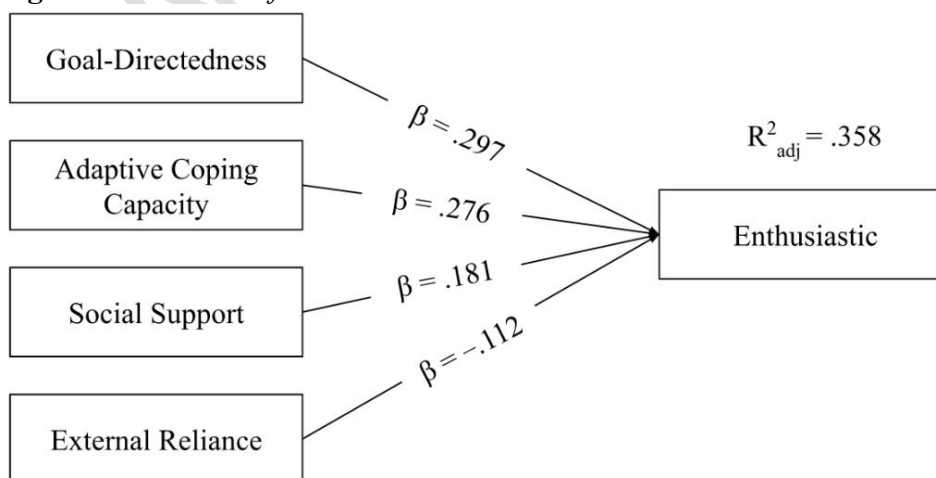 Goal-Directedness
β = .297
R²adj = .358
Adaptive Coping
Capacity
β = .276
Enthusiastic
Social Support
β = .181
β = −.112
External Reliance